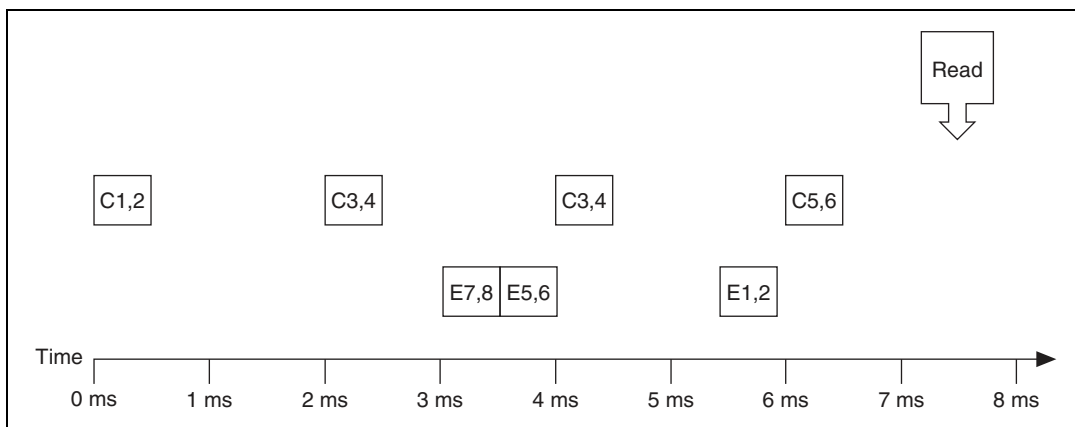 Read
C1,2 C3,4 C3,4 C5,6
E7,8 E5,6 E1,2
Time
0 ms 1 ms 2 ms 3 ms 4 ms 5 ms 6 ms 7 ms 8 ms